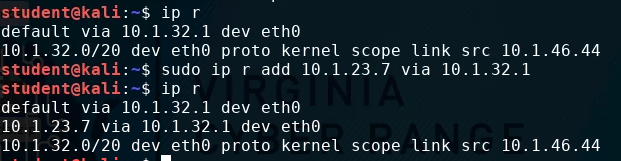 student@kali:~$ ip r
default via 10.1.32.1 dev eth0
10.1.32.0/20 dev eth0 proto kernel scope link src 10.1.46.44
student@kali:~$ sudo ip r add 10.1.23.7 via 10.1.32.1
student@kali:~$ ip r
default via 10.1.32.1 dev eth0
10.1.23.7 via 10.1.32.1 dev eth0
10.1.32.0/20 dev eth0 proto kernel scope link src 10.1.46.44
student@kali:~$
VIRGINIA
CYBER RANGE